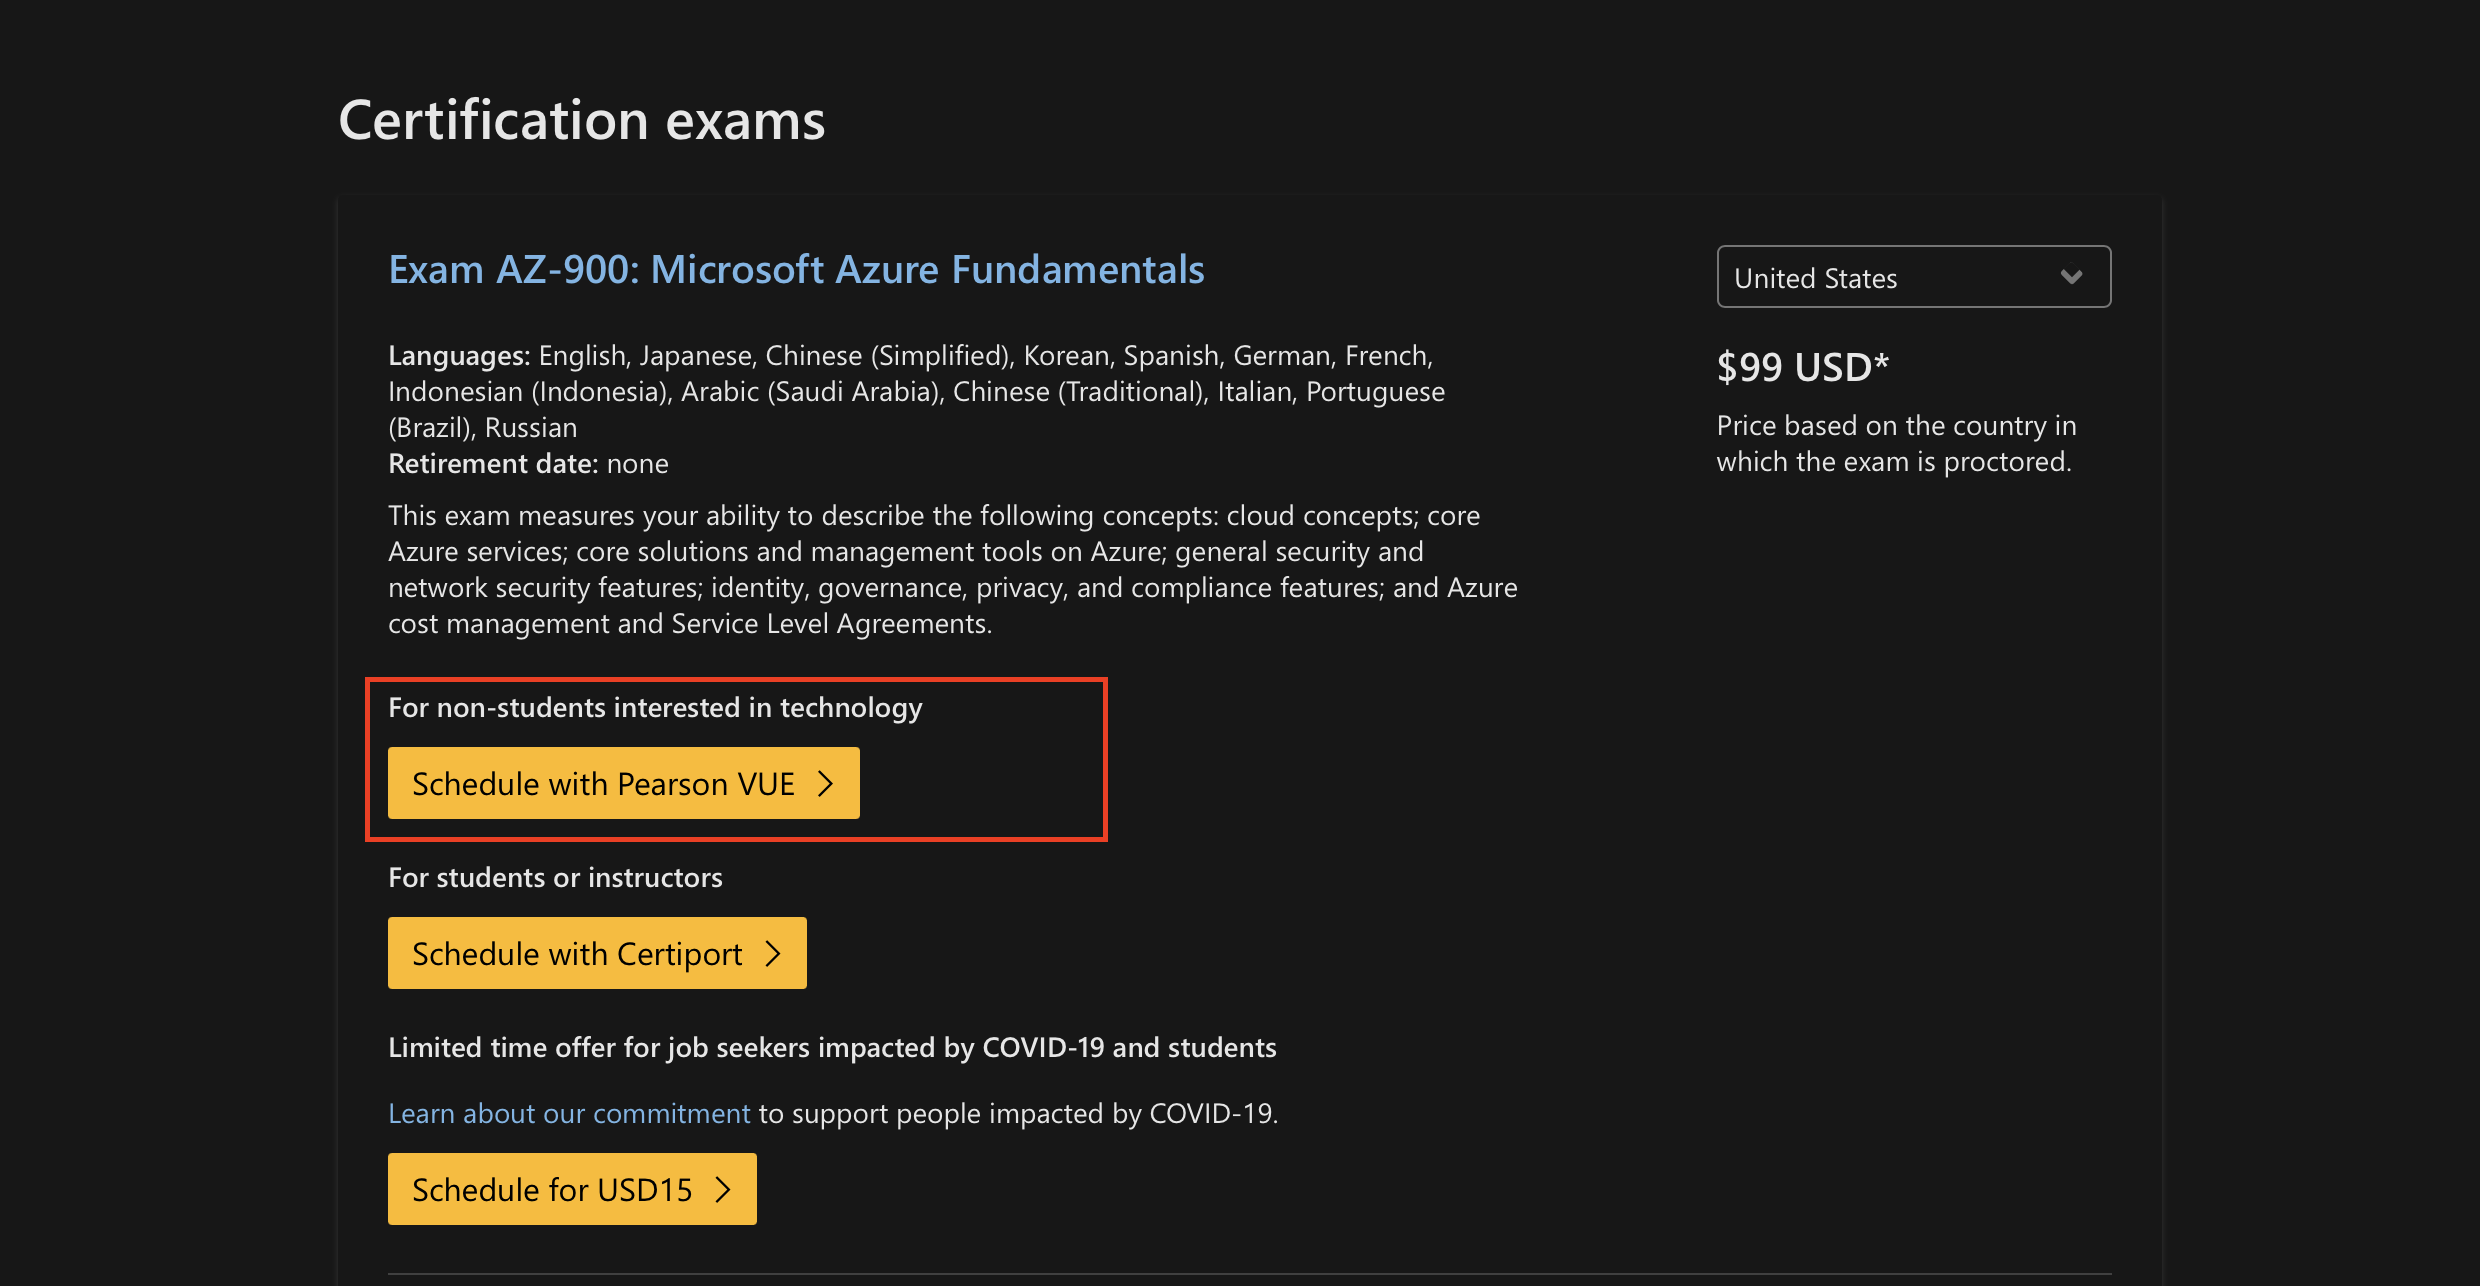 Certification exams
Exam AZ-900: Microsoft Azure Fundamentals
United States
$99 USD*
Price based on the country in
which the exam is proctored.
Languages: English, Japanese, Chinese (Simplified), Korean, Spanish, German, French,
Indonesian (Indonesia), Arabic (Saudi Arabia), Chinese (Traditional), Italian, Portuguese
(Brazil), Russian
Retirement date: none
This exam measures your ability to describe the following concepts: cloud concepts; core
Azure services; core solutions and management tools on Azure; general security and
network security features; identity, governance, privacy, and compliance features; and Azure
cost management and Service Level Agreements.
For non-students interested in technology
Schedule with Pearson VUE
For students or instructors
Schedule with Certiport
Limited time offer for job seekers impacted by COVID-19 and students
Learn about our commitment to support people impacted by COVID-19.
Schedule for USD15